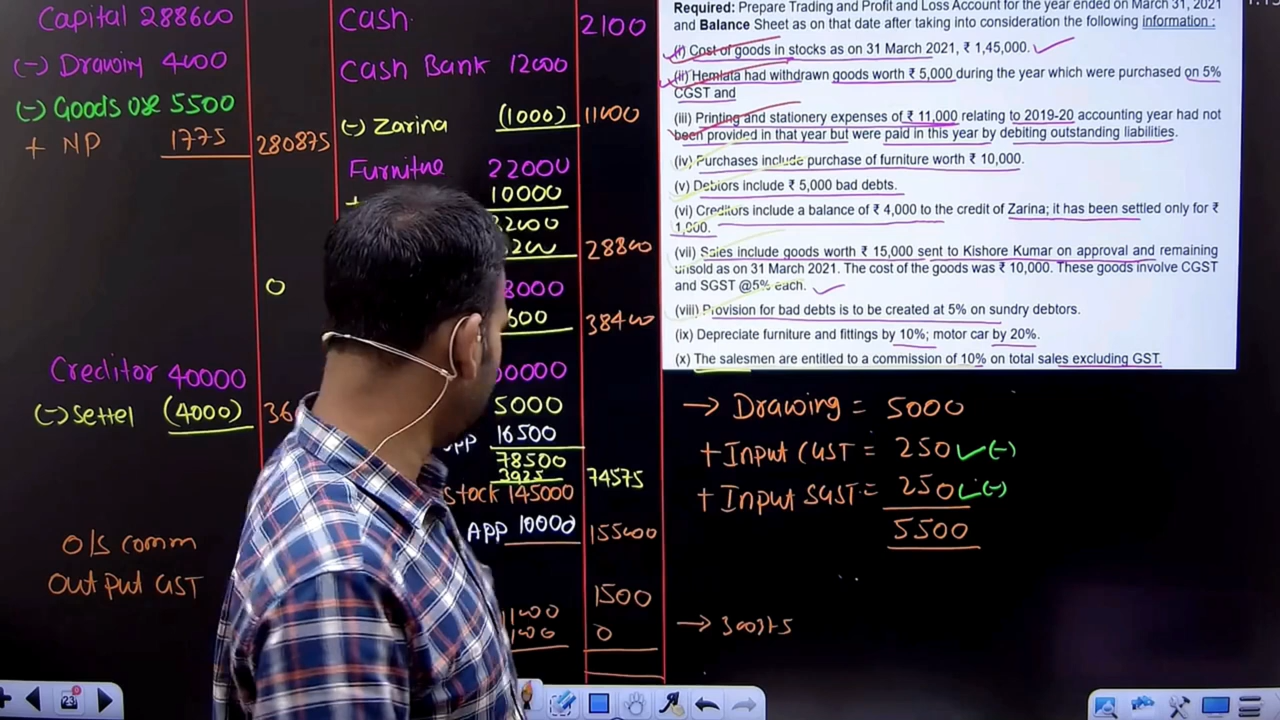 Capital 288600
(-) Drawing 4000
(-) Goods use 5500
+ NP 1775 280875
0
Creditor 40000
(-) Settel (4000) 36
O/s comm
Output GST
Cash 2100
Cash Bank 12000
(-) Zarina (1000) 11000
Furnitue 22000
10000
2000
200 28800
8000
600 38400
0000
5000
App 16500
78500
3925 74575
Stock 145000
App 10000 155000
1500
11000
1100 0
Required: Prepare Trading and Profit and Loss Account for the year ended on March 31, 2021
and Balance Sheet as on that date after taking into consideration the following information :
(i) Cost of goods in stocks as on 31 March 2021, ₹ 1,45,000.
(ii) Hemlata had withdrawn goods worth ₹ 5,000 during the year which were purchased on 5%
CGST and
(iii) Printing and stationery expenses of ₹ 11,000 relating to 2019-20 accounting year had not
been provided in that year but were paid in this year by debiting outstanding liabilities.
(iv) Purchases include purchase of furniture worth ₹ 10,000.
(v) Debtors include ₹ 5,000 bad debts.
(vi) Creditors include a balance of ₹ 4,000 to the credit of Zarina; it has been settled only for ₹
1,000.
(vii) Sales include goods worth ₹ 15,000 sent to Kishore Kumar on approval and remaining
unsold as on 31 March 2021. The cost of the goods was ₹ 10,000. These goods involve CGST
and SGST @5% each.
(viii) Provision for bad debts is to be created at 5% on sundry debtors.
(ix) Depreciate furniture and fittings by 10%; motor car by 20%.
(x) The salesmen are entitled to a commission of 10% on total sales excluding GST.
→ Drawing = 5000
+ Input CGST = 250 ✓(-)
+ Input SGST = 250 ✓(-)
5500
→ 300375
23